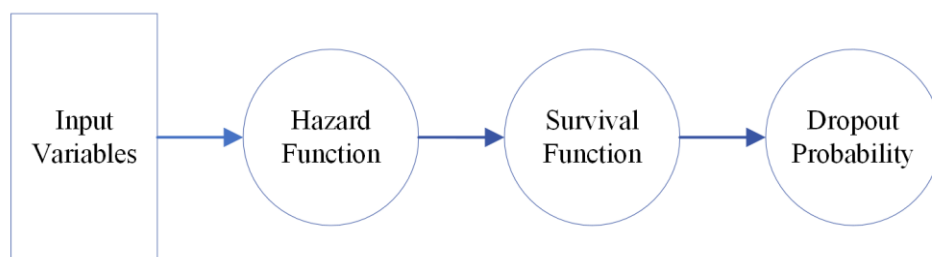 Input
Variables
Hazard
Function
Survival
Function
Dropout
Probability